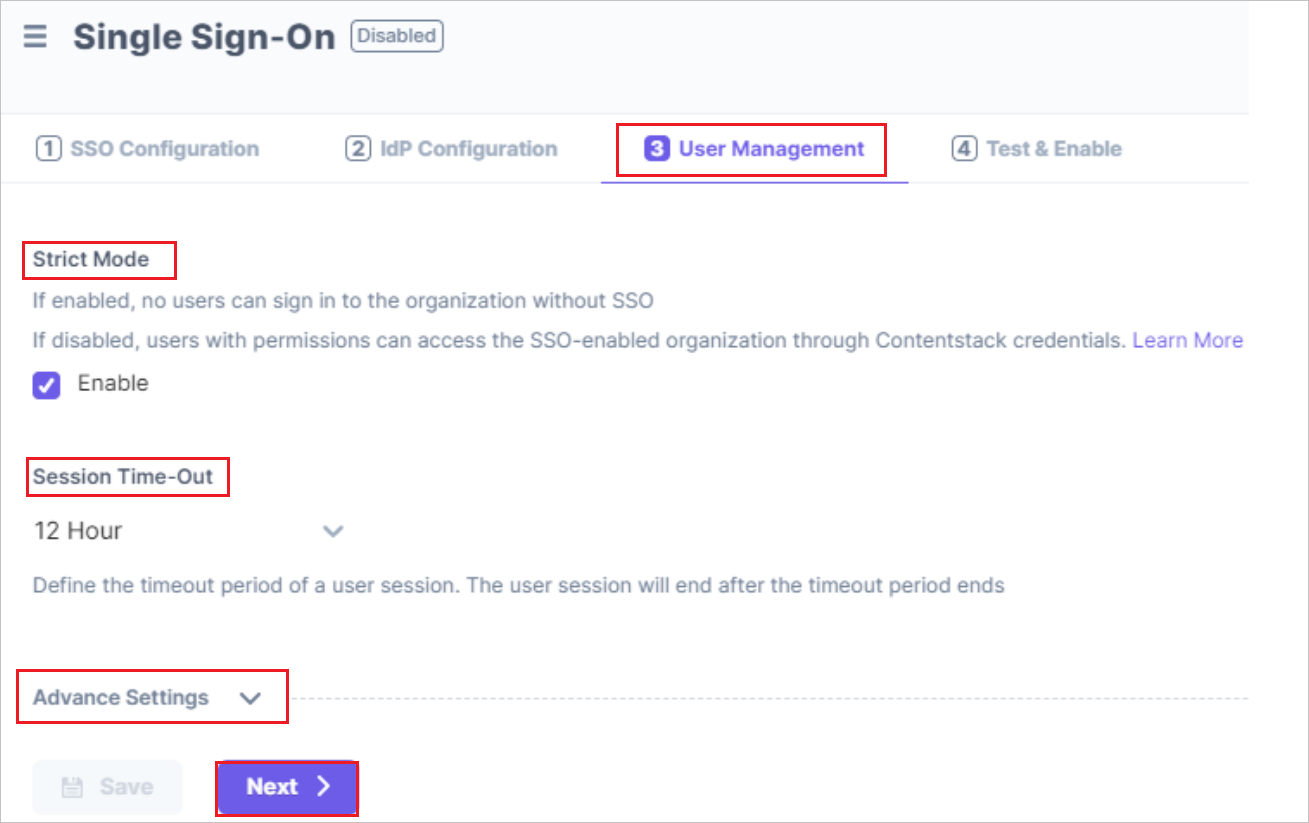 Single Sign-On Disabled
1 SSO Configuration 2 IdP Configuration 3 User Management 4 Test & Enable
Strict Mode
If enabled, no users can sign in to the organization without SSO
If disabled, users with permissions can access the SSO-enabled organization through Contentstack credentials. Learn More
Enable
Session Time-Out
12 Hour
Define the timeout period of a user session. The user session will end after the timeout period ends
Advance Settings
Save Next